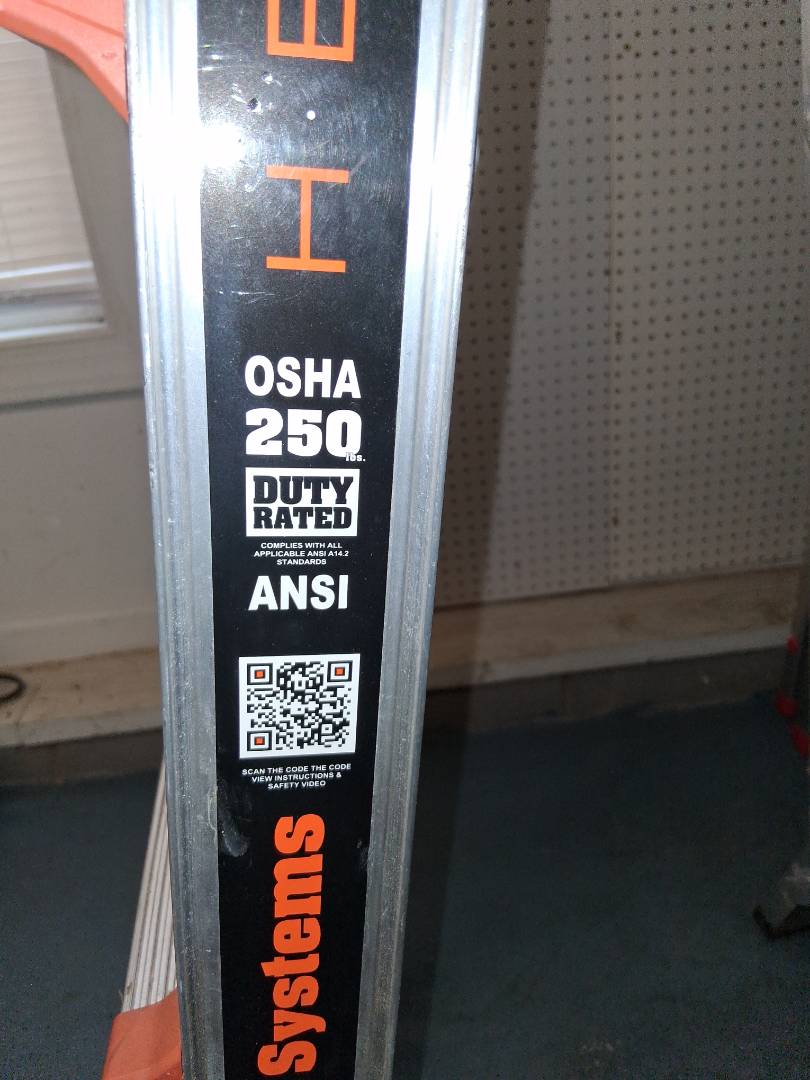 H E
OSHA
250
lbs.
DUTY
RATED
COMPLIES WITH ALL
APPLICABLE ANSI A14.2
STANDARDS
ANSI
SCAN THE CODE THE CODE
VIEW INSTRUCTIONS &
SAFETY VIDEO
Systems